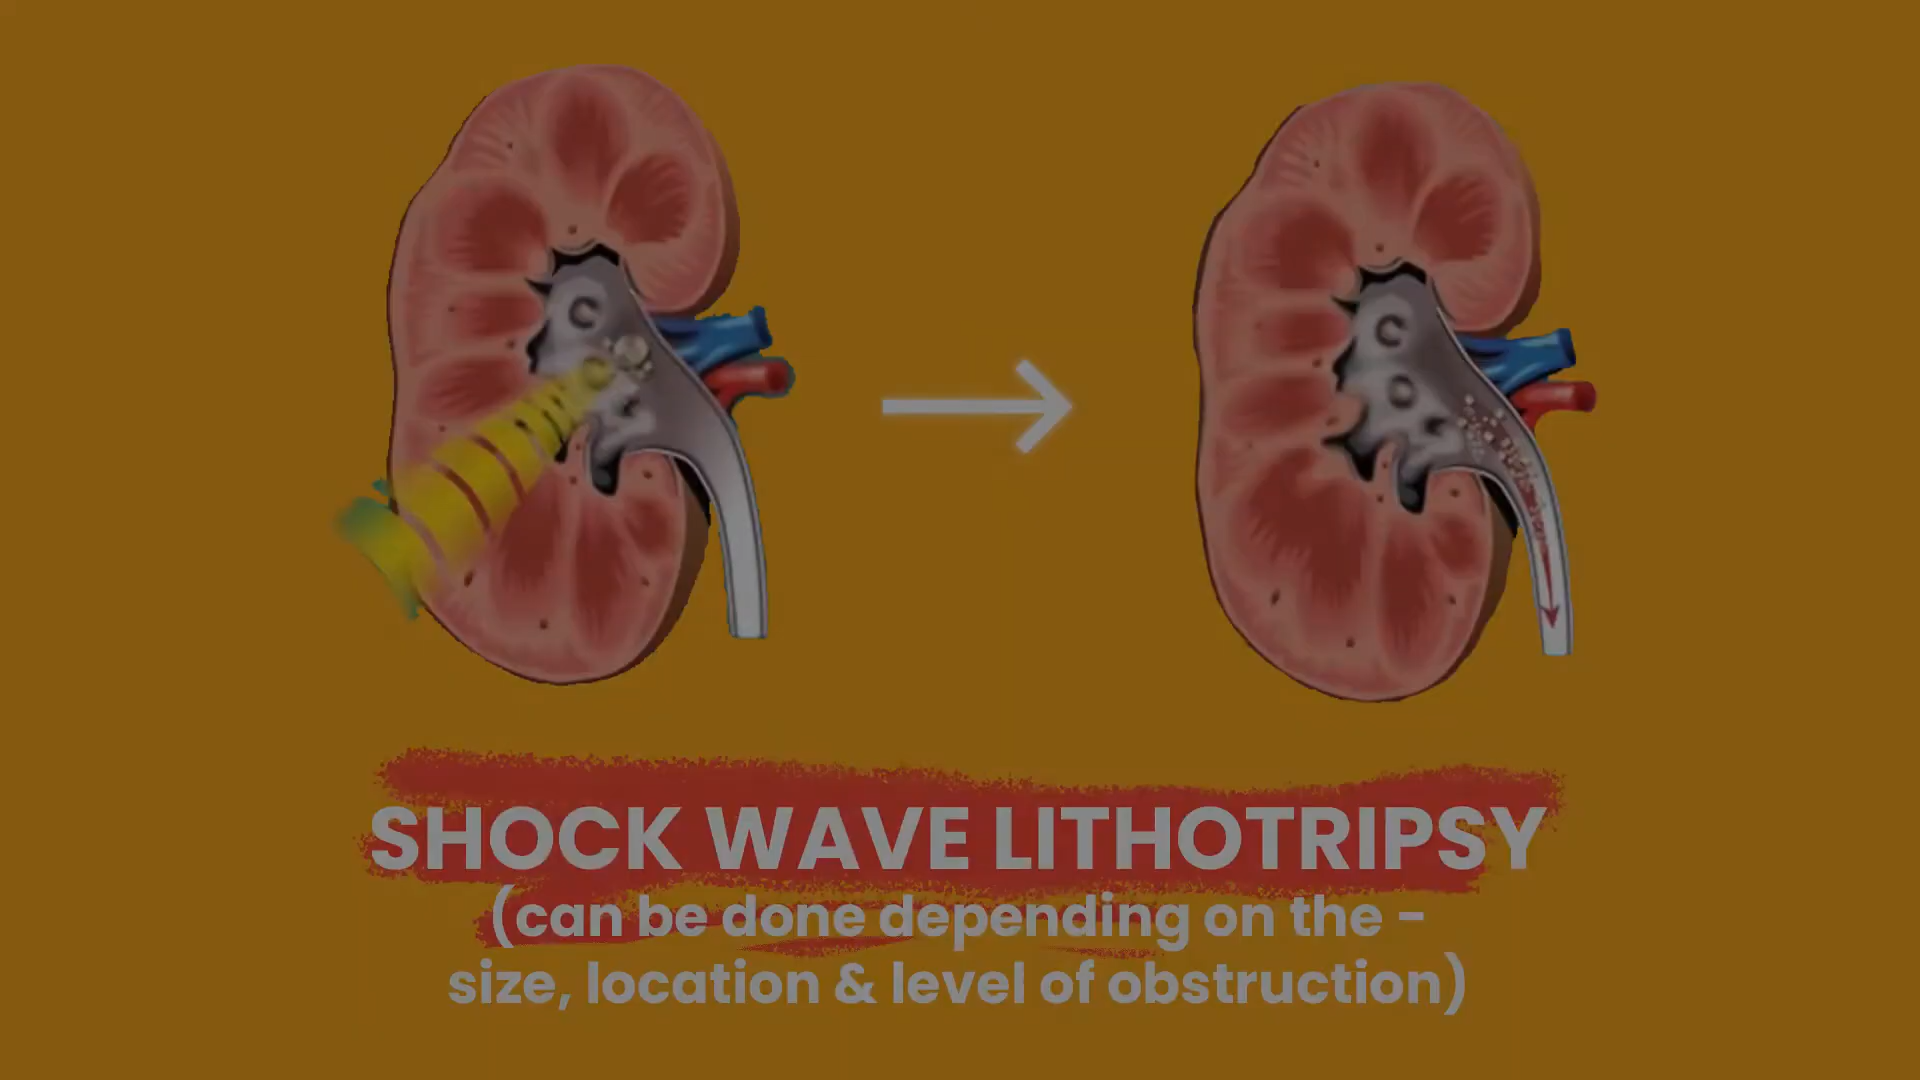 SHOCK WAVE LITHOTRIPSY
(can be done depending on the -
size, location & level of obstruction)